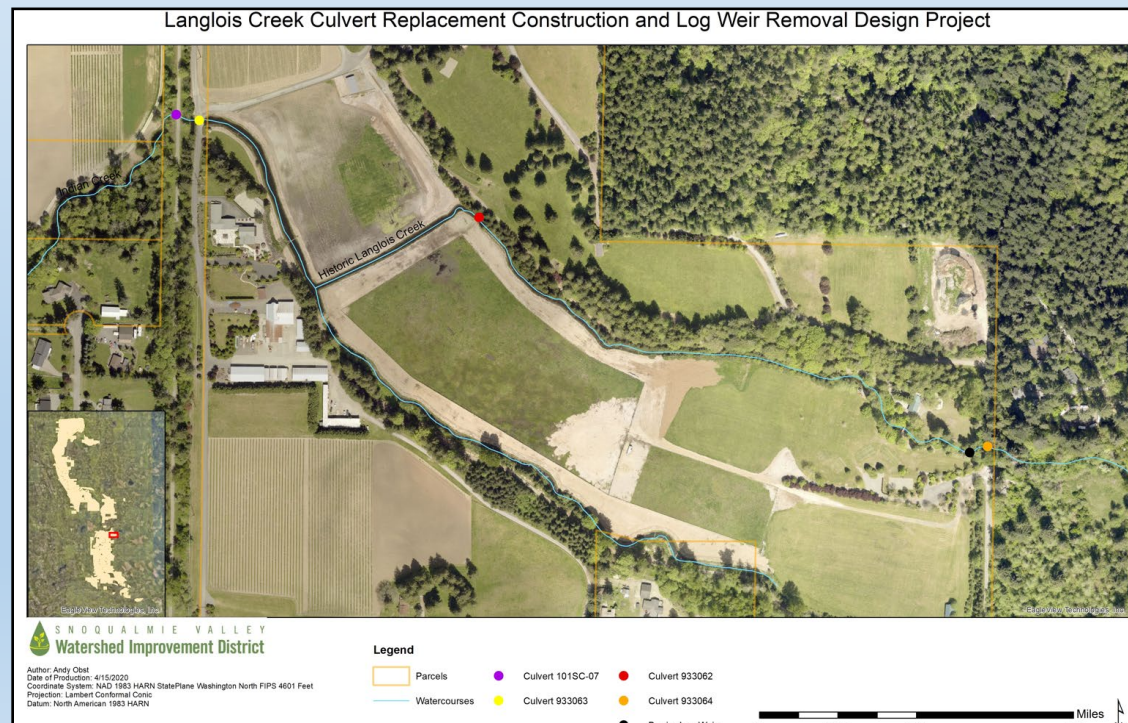 Langlois Creek Culvert Replacement Construction and Log Weir Removal Design Project
Indian Creek
Historic Langlois Creek
EagleView Technologies, Inc.
EagleView Technologies, Inc.
SNOQUALMIE VALLEY
Watershed Improvement District
Author: Andy Obst
Date of Production: 4/15/2020
Coordinate System: NAD 1983 HARN StatePlane Washington North FIPS 4601 Feet
Projection: Lambert Conformal Conic
Datum: North American 1983 HARN
Legend
Parcels
Culvert 101SC-07
Culvert 933062
Watercourses
Culvert 933063
Culvert 933064
Miles